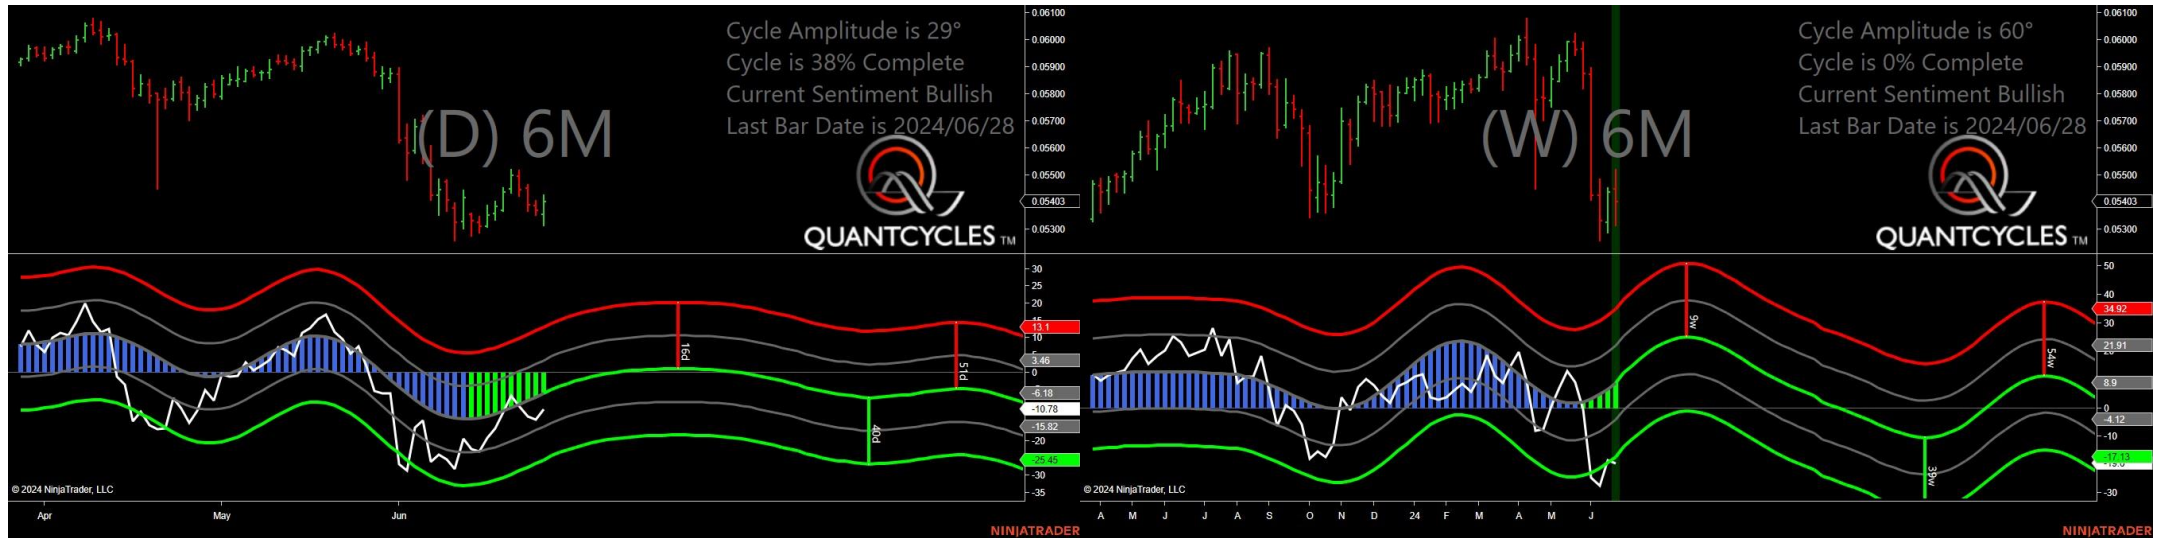 Cycle Amplitude is 29°
Cycle is 38% Complete
Current Sentiment Bullish
Last Bar Date is 2024/06/28
(D) 6M
QUANTCYCLES TM
0.06100
0.06000
0.05900
0.05800
0.05700
0.05600
0.05500
0.05403
0.05300
30
25
20
13.1
10
3.46
0
-6.18
-10.78
-15.82
-20
-25.45
-30
-35
16d
40d
51d
© 2024 NinjaTrader, LLC
Apr May Jun
NINJATRADER
Cycle Amplitude is 60°
Cycle is 0% Complete
Current Sentiment Bullish
Last Bar Date is 2024/06/28
(W) 6M
QUANTCYCLES TM
0.06100
0.06000
0.05900
0.05800
0.05700
0.05600
0.05500
0.05403
0.05300
50
40
34.92
30
21.91
8.9
0
-4.12
-10
-17.13
-30
9w
39w
54w
© 2024 NinjaTrader, LLC
A M J J A S O N D 24 F M A M J
NINJATRADER